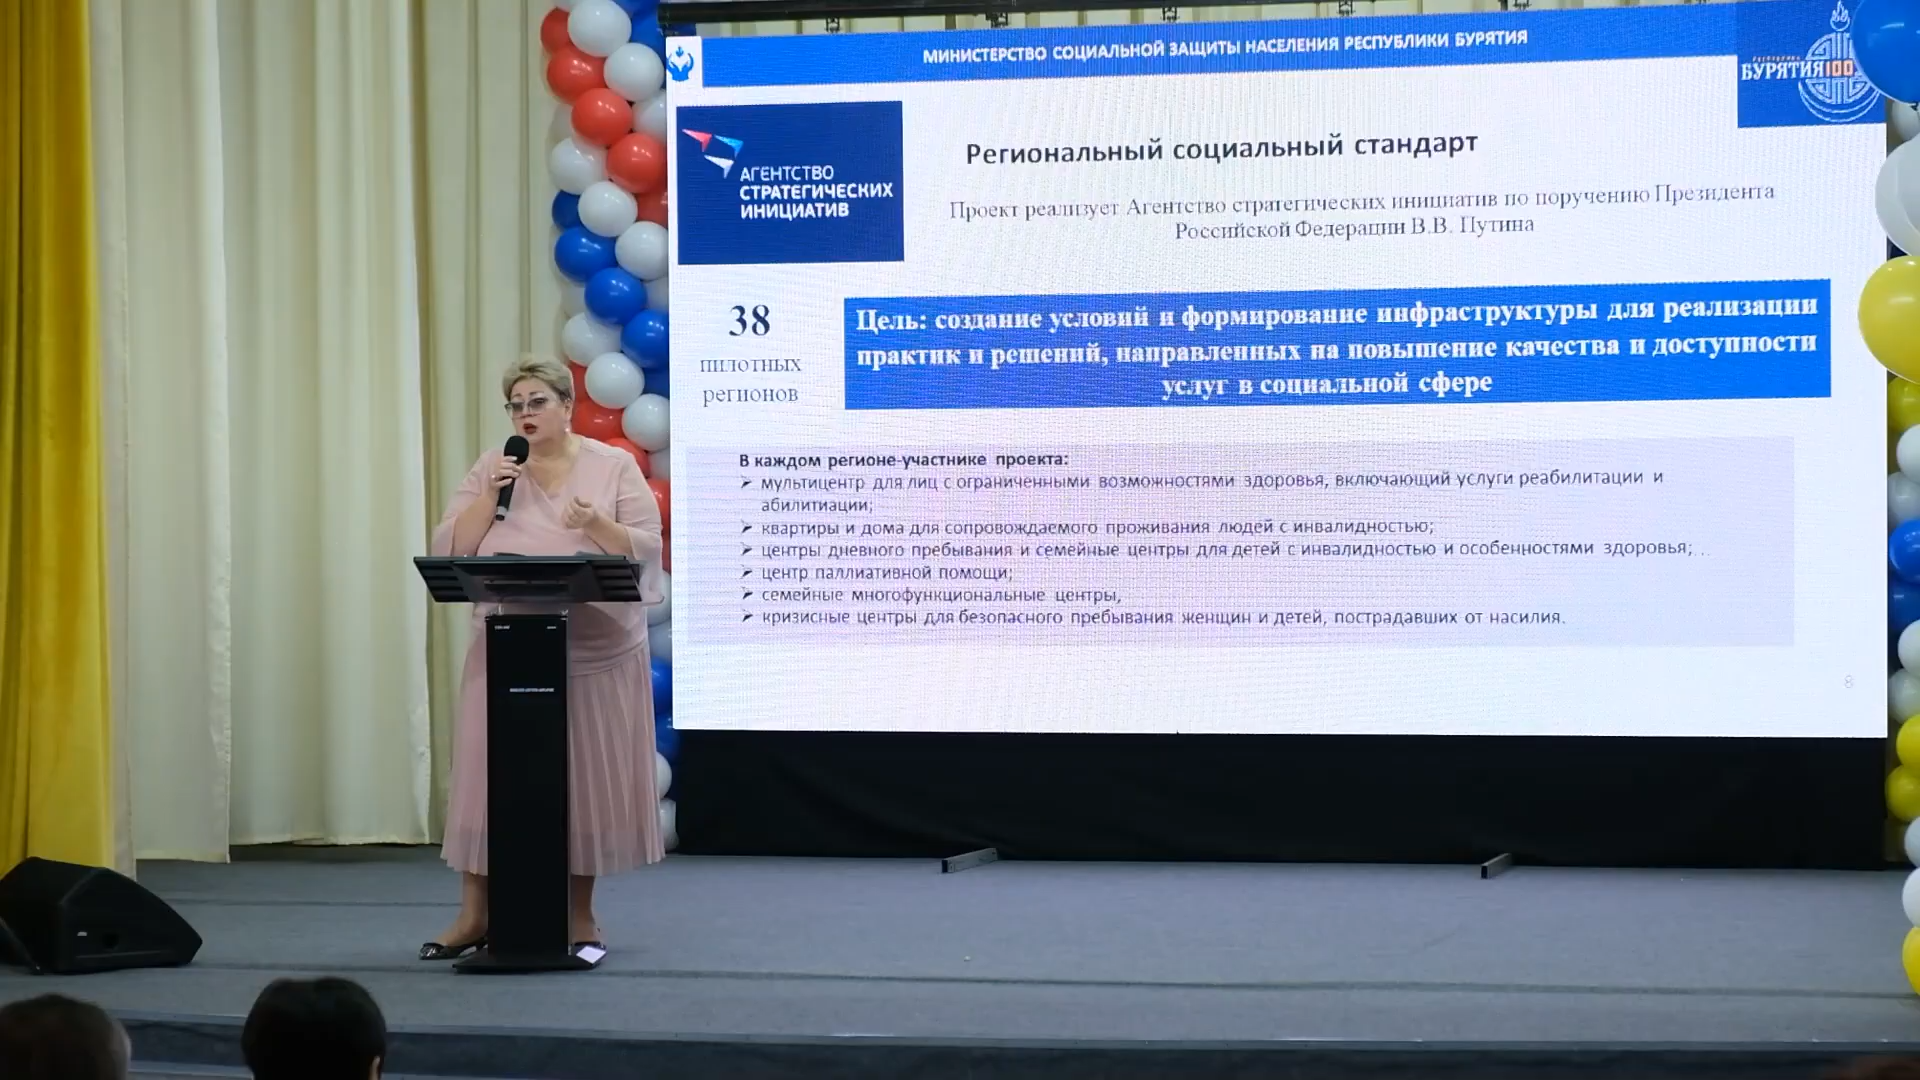 МИНИСТЕРСТВО СОЦИАЛЬНОЙ ЗАЩИТЫ НАСЕЛЕНИЯ РЕСПУБЛИКИ БУРЯТИЯ
РЕСПУБЛИКА
БУРЯТИЯ100
АГЕНТСТВО
СТРАТЕГИЧЕСКИХ
ИНИЦИАТИВ
Региональный социальный стандарт
Проект реализует Агентство стратегических инициатив по поручению Президента
Российской Федерации В.В. Путина
38
пилотных
регионов
Цель: создание условий и формирование инфраструктуры для реализации
практик и решений, направленных на повышение качества и доступности
услуг в социальной сфере
В каждом регионе-участнике проекта:
➢ мультицентр для лиц с ограниченными возможностями здоровья, включающий услуги реабилитации и
абилитиации;
➢ квартиры и дома для сопровождаемого проживания людей с инвалидностью;
➢ центры дневного пребывания и семейные центры для детей с инвалидностью и особенностями здоровья;
➢ центр паллиативной помощи;
➢ семейные многофункциональные центры,
➢ кризисные центры для безопасного пребывания женщин и детей, пострадавших от насилия.
8